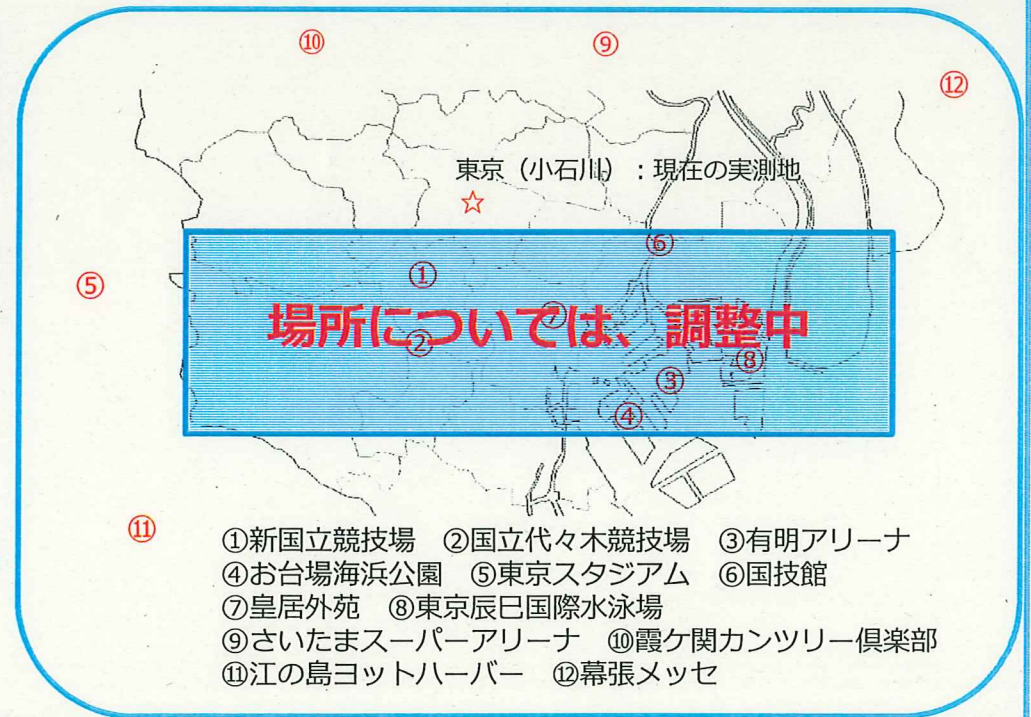 ⑩
⑨
⑫
東京（小石川）：現在の実測地
☆
⑥
①
⑤
⑦
場所については、調整中
②
⑧
③
④
⑪
①新国立競技場　②国立代々木競技場　③有明アリーナ
④お台場海浜公園　⑤東京スタジアム　⑥国技館
⑦皇居外苑　⑧東京辰巳国際水泳場
⑨さいたまスーパーアリーナ　⑩霞ケ関カンツリー倶楽部
⑪江の島ヨットハーバー　⑫幕張メッセ